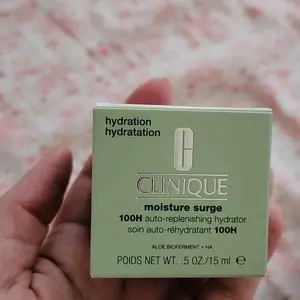 hydration
hydratation
C
CLINIQUE
moisture surge
100H auto-replenishing hydrator
soin auto-réhydratant 100H
ALOE BIOFERMENT + HA
POIDS NET WT. .5 OZ./15 ml ℮